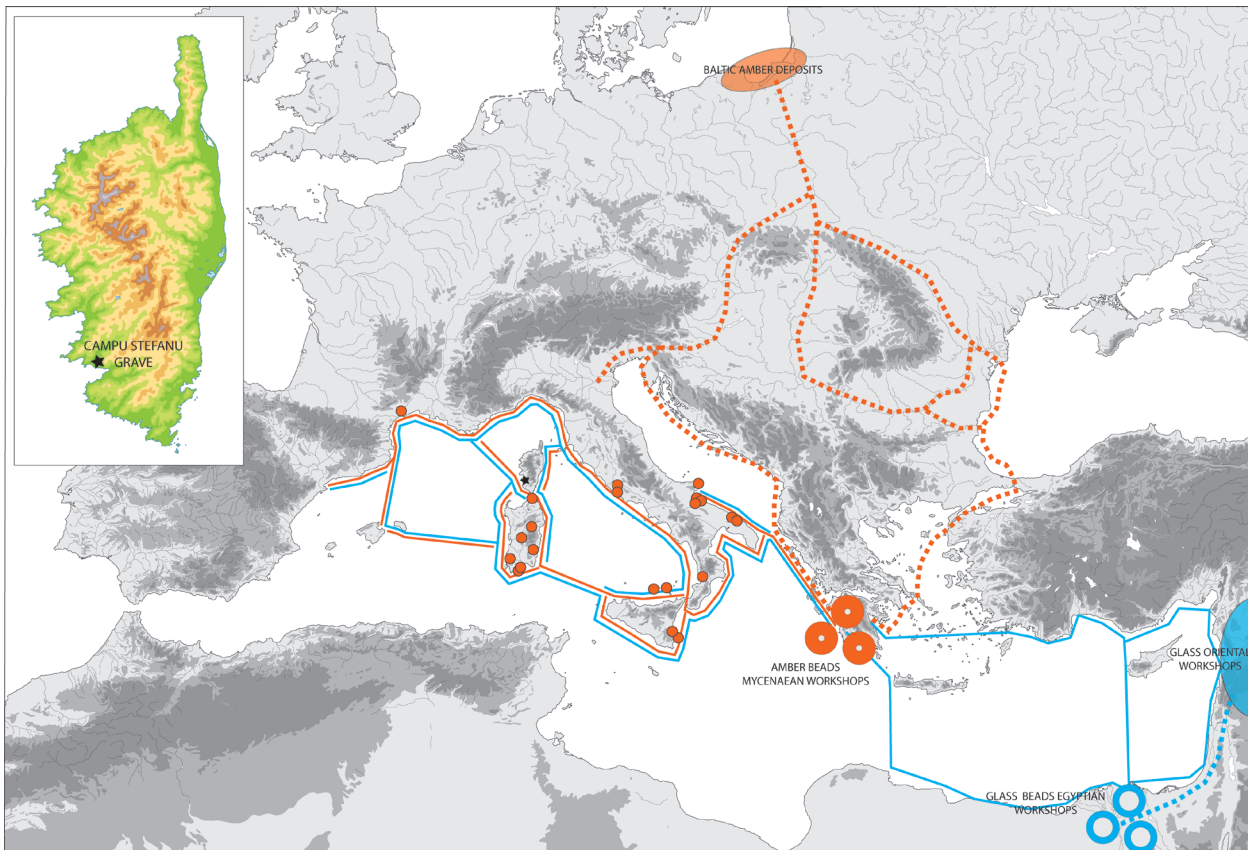 BALTIC AMBER DEPOSITS
CAMPU STEFANU
GRAVE
AMBER BEADS
MYCENAEAN WORKSHOPS
GLASS ORIENTAL
WORKSHOPS
GLASS BEADS EGYPTIAN
WORKSHOPS